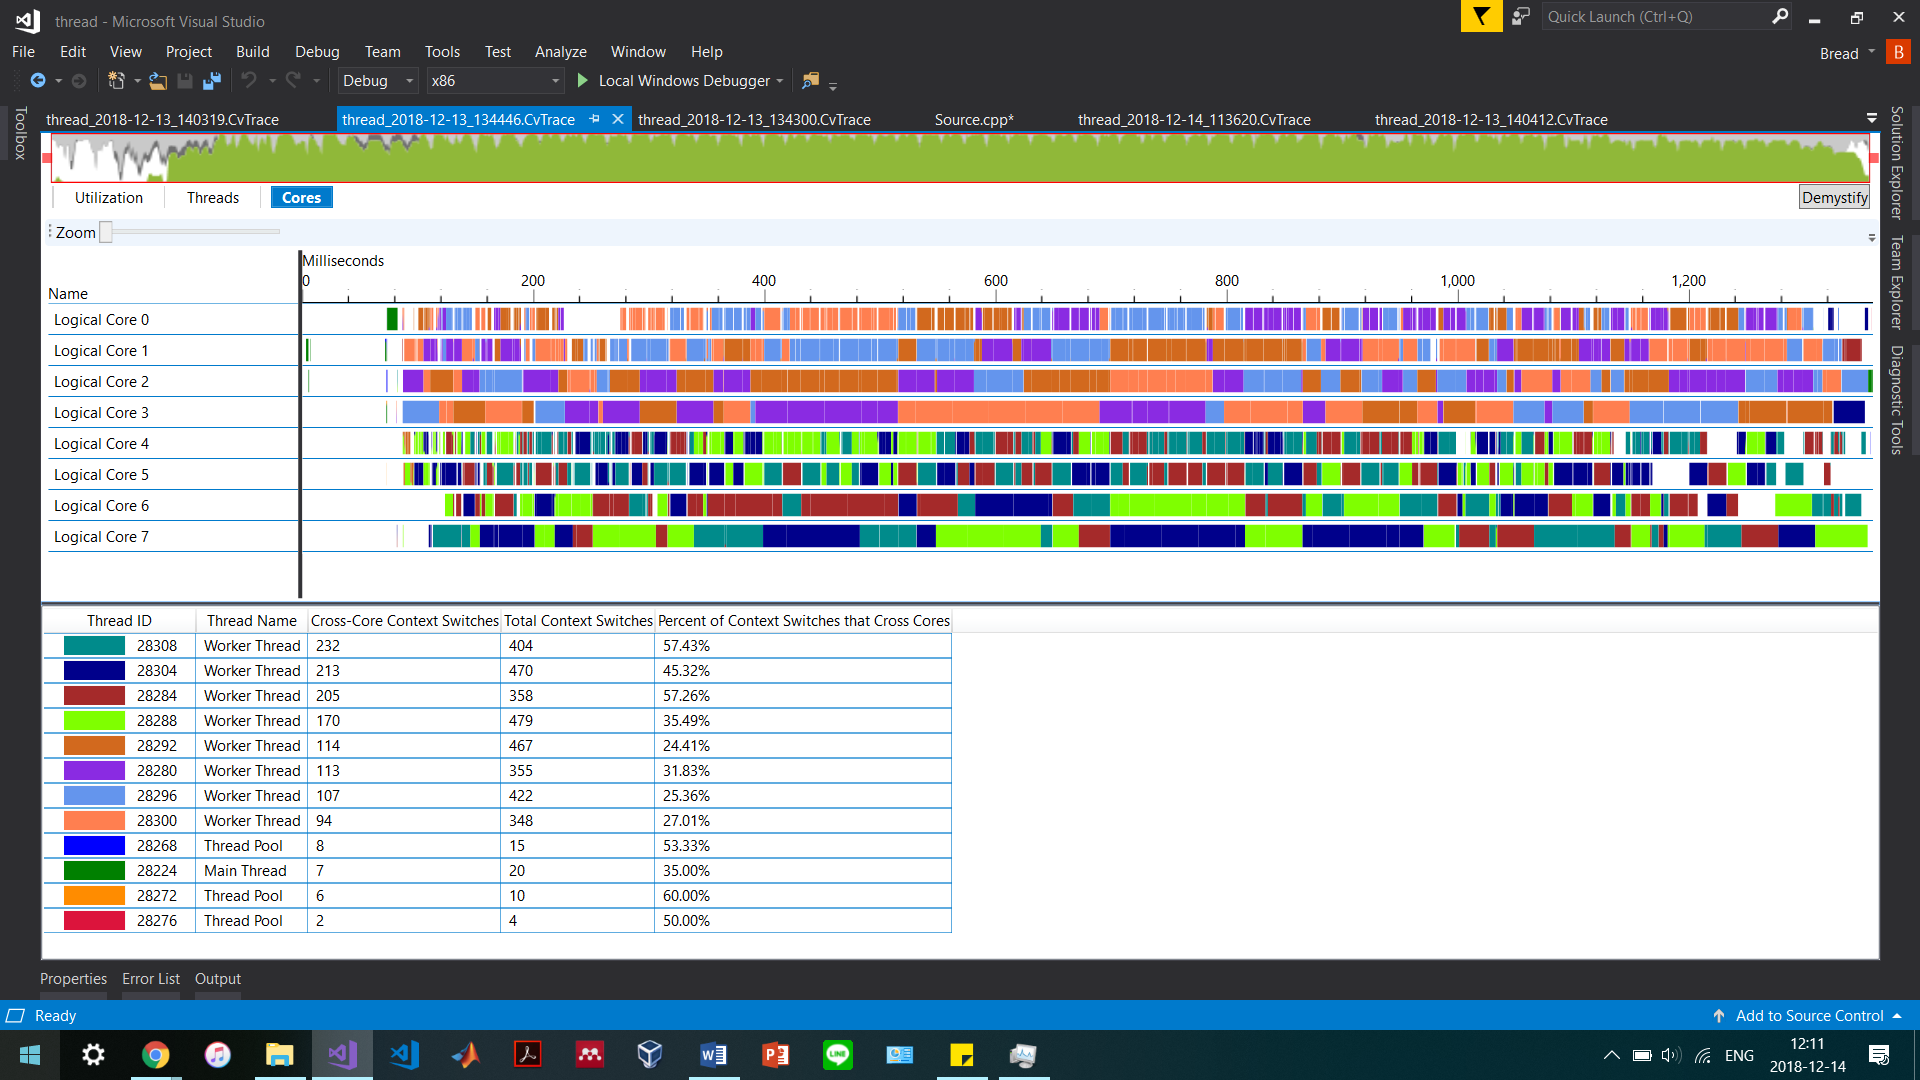 thread - Microsoft Visual Studio
Quick Launch (Ctrl+Q)
File Edit View Project Build Debug Team Tools Test Analyze Window Help
Bread B
Debug x86 Local Windows Debugger
Toolbox
thread_2018-12-13_140319.CvTrace thread_2018-12-13_134446.CvTrace thread_2018-12-13_134300.CvTrace Source.cpp* thread_2018-12-14_113620.CvTrace thread_2018-12-13_140412.CvTrace
Solution Explorer
Team Explorer
Diagnostic Tools
Utilization Threads Cores Demystify
Zoom
Milliseconds
0 200 400 600 800 1,000 1,200
Name
Logical Core 0
Logical Core 1
Logical Core 2
Logical Core 3
Logical Core 4
Logical Core 5
Logical Core 6
Logical Core 7
Thread ID Thread Name Cross-Core Context Switches Total Context Switches Percent of Context Switches that Cross Cores
28308 Worker Thread 232 404 57.43%
28304 Worker Thread 213 470 45.32%
28284 Worker Thread 205 358 57.26%
28288 Worker Thread 170 479 35.49%
28292 Worker Thread 114 467 24.41%
28280 Worker Thread 113 355 31.83%
28296 Worker Thread 107 422 25.36%
28300 Worker Thread 94 348 27.01%
28268 Thread Pool 8 15 53.33%
28224 Main Thread 7 20 35.00%
28272 Thread Pool 6 10 60.00%
28276 Thread Pool 2 4 50.00%
Properties Error List Output
Ready
Add to Source Control
LINE
ENG
12:11
2018-12-14